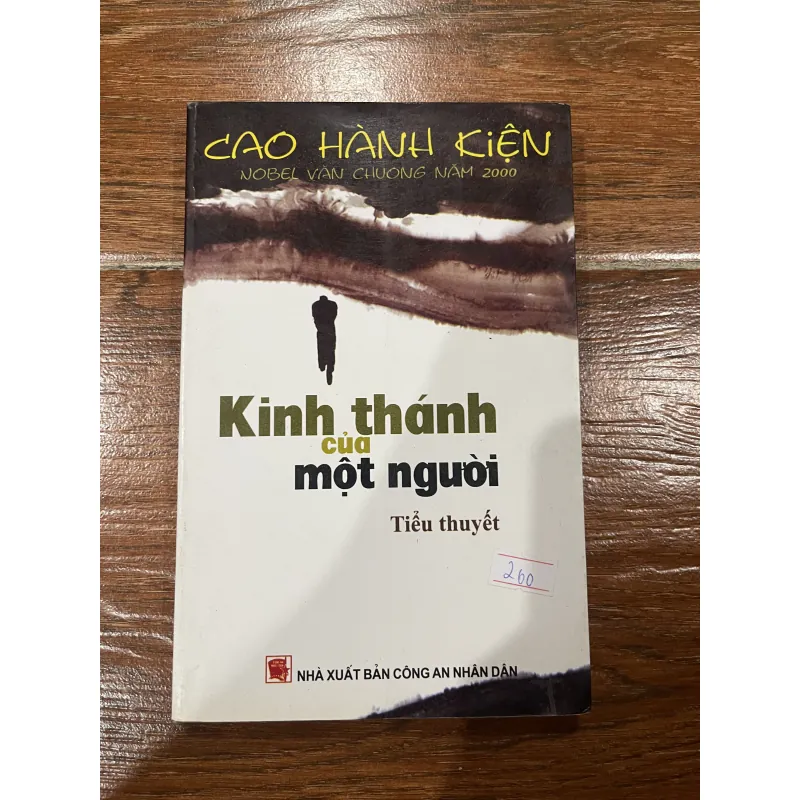 CAO HÀNH KIỆN
NOBEL VĂN CHƯƠNG NĂM 2000
Kinh thánh
của
một người
Tiểu thuyết
260
NHÀ XUẤT BẢN CÔNG AN NHÂN DÂN